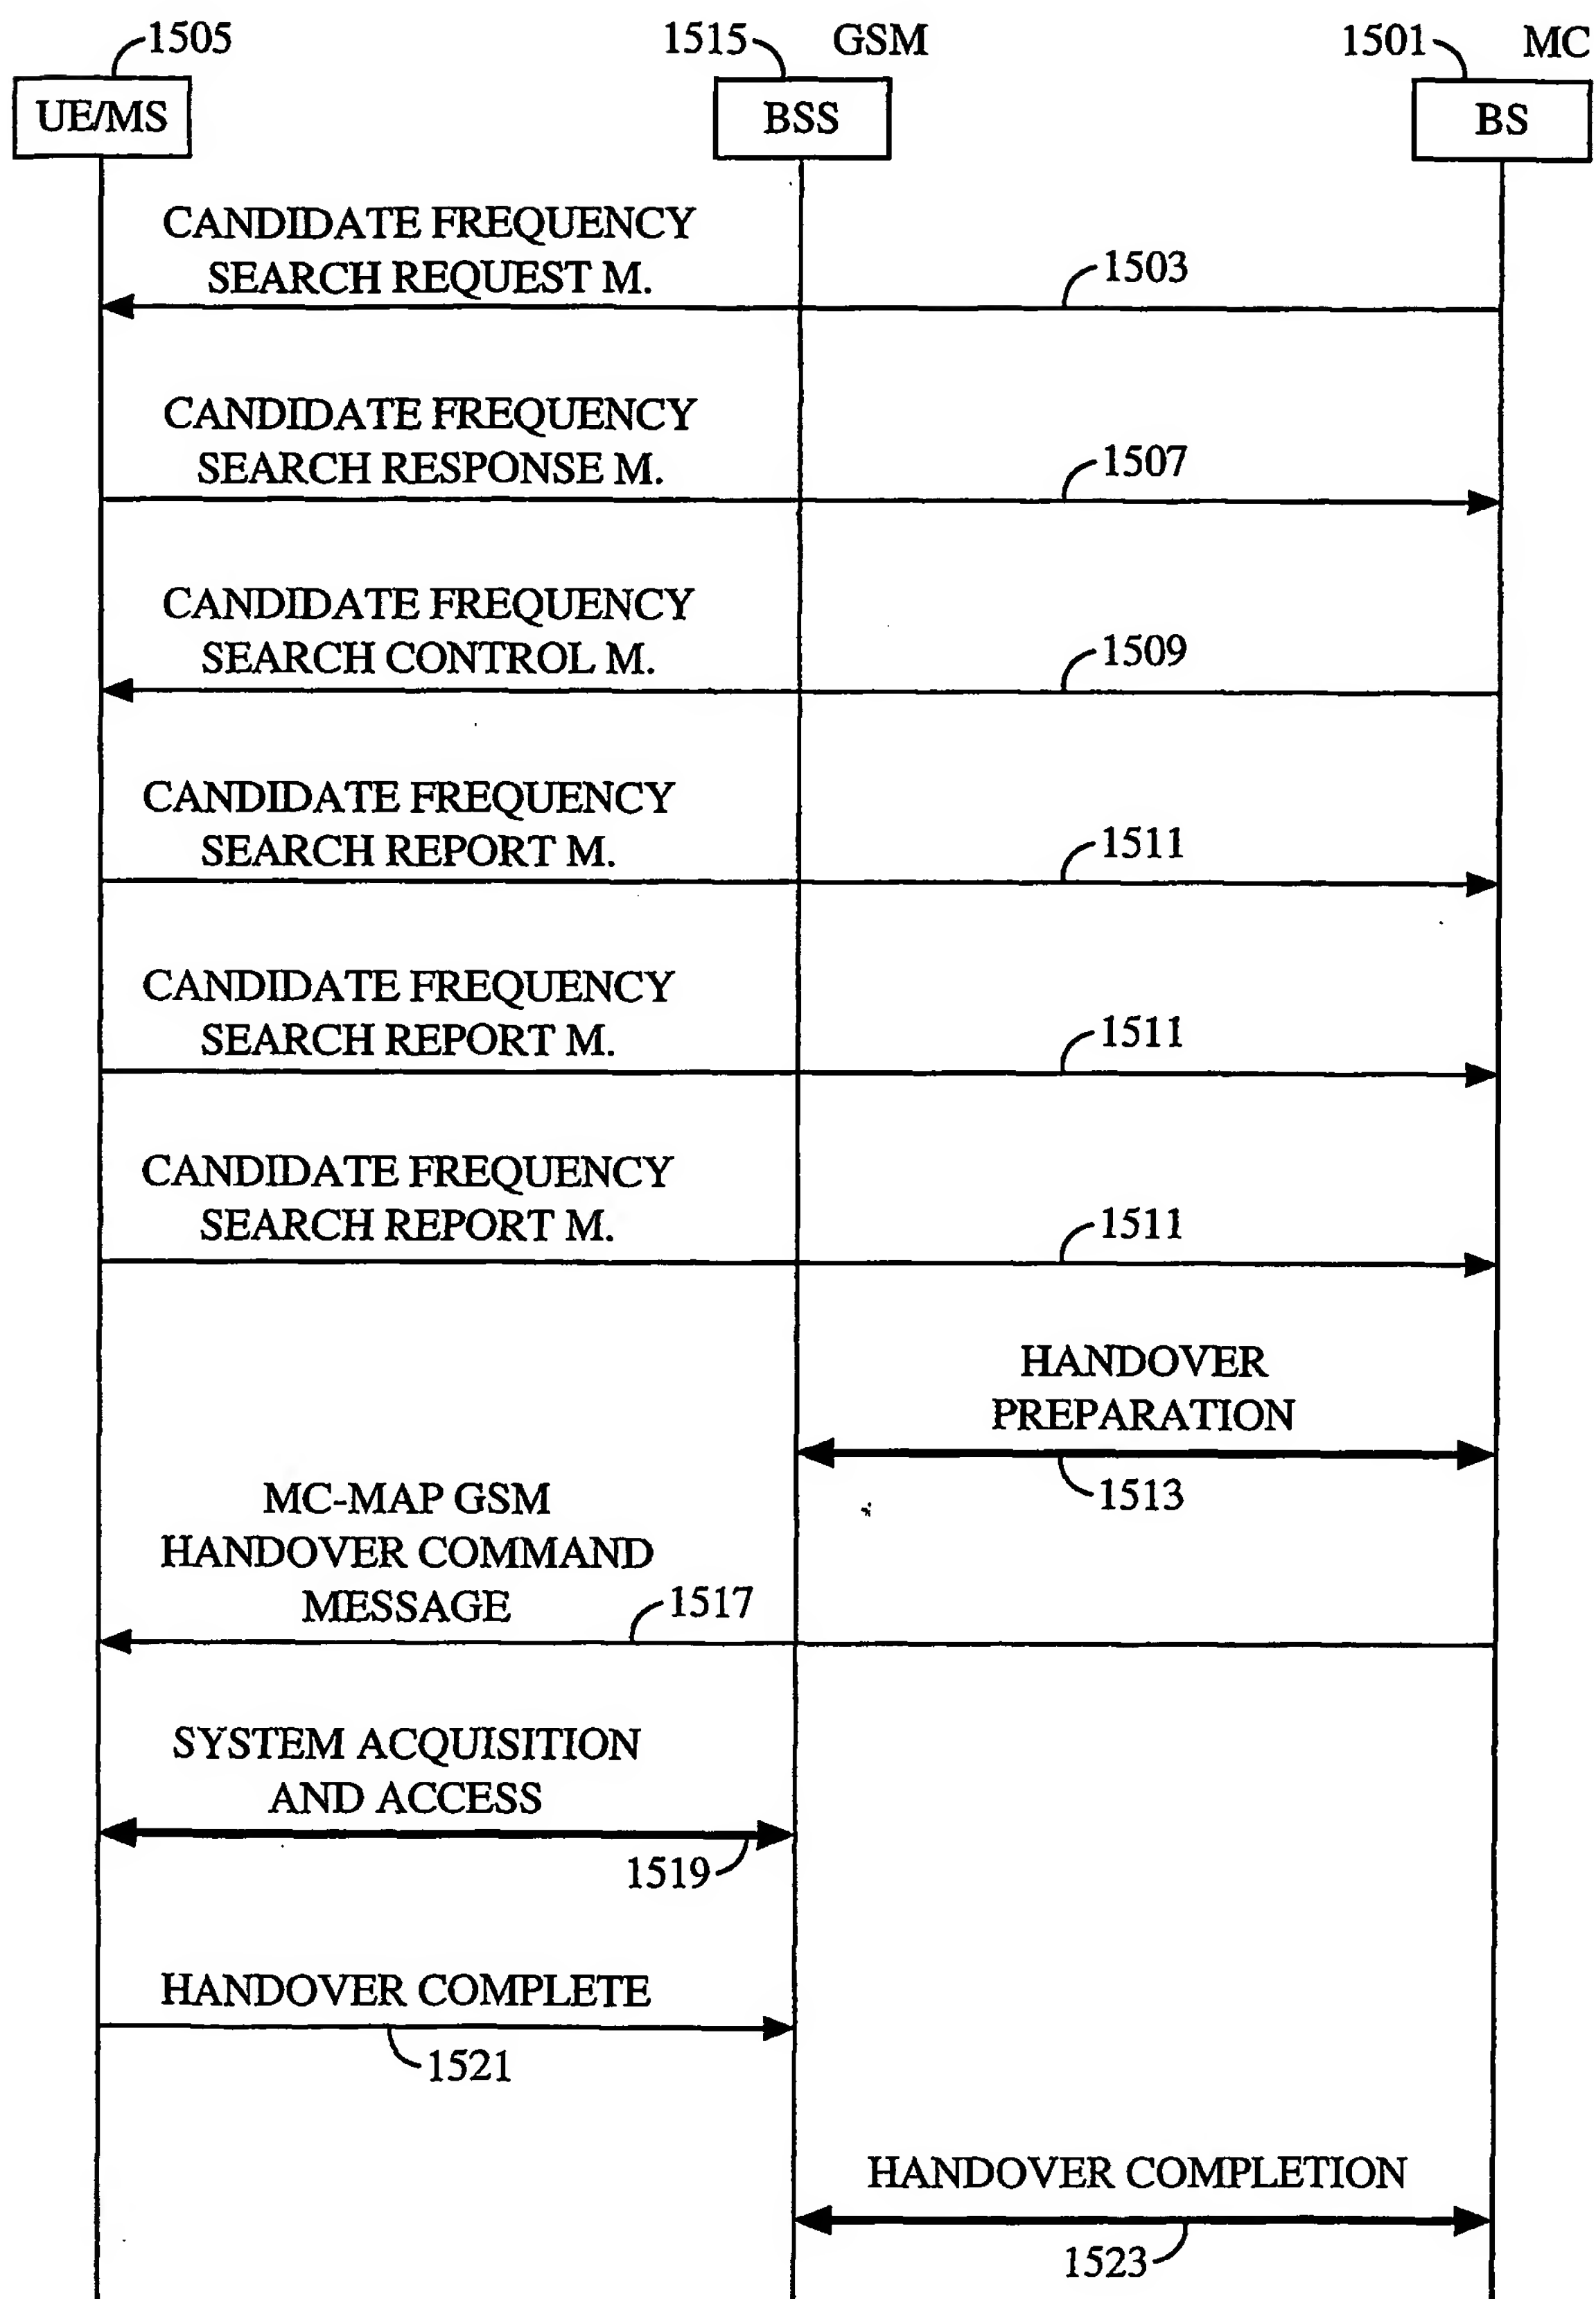 1505
1515 GSM
1501 MC
UE/MS
BSS
BS
CANDIDATE FREQUENCY
SEARCH REQUEST M.
1503
CANDIDATE FREQUENCY
SEARCH RESPONSE M.
1507
CANDIDATE FREQUENCY
SEARCH CONTROL M.
1509
CANDIDATE FREQUENCY
SEARCH REPORT M.
1511
CANDIDATE FREQUENCY
SEARCH REPORT M.
1511
CANDIDATE FREQUENCY
SEARCH REPORT M.
1511
HANDOVER
PREPARATION
1513
MC-MAP GSM
HANDOVER COMMAND
MESSAGE
1517
SYSTEM ACQUISITION
AND ACCESS
1519
HANDOVER COMPLETE
1521
HANDOVER COMPLETION
1523